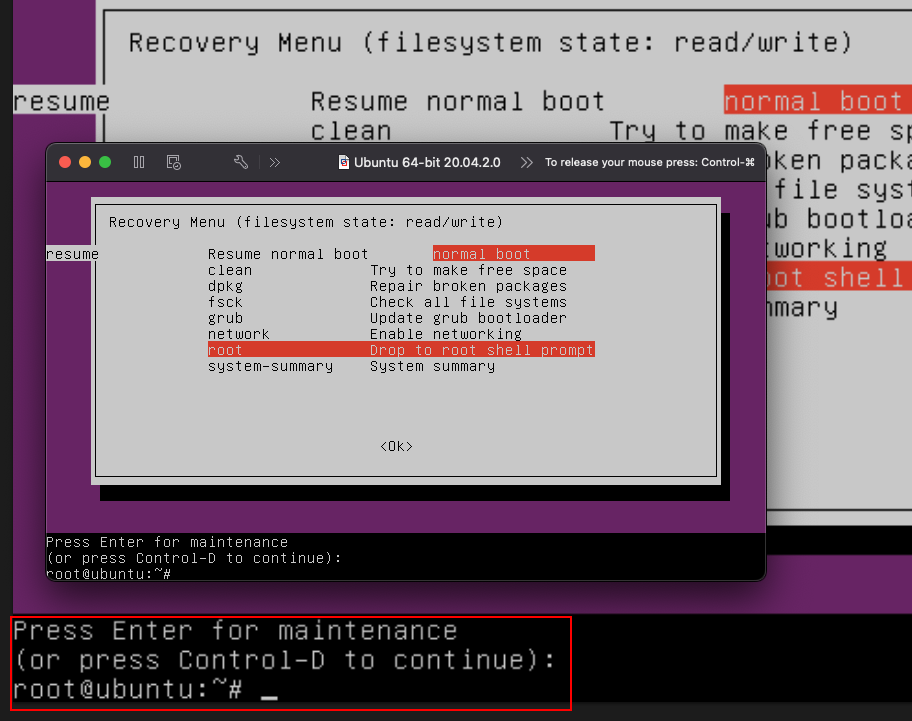 Recovery Menu (filesystem state: read/write)
resume Resume normal boot normal boot
clean Try to make free sp
ken packa
file syst
ub bootloa
working
oot shell
mmary
Ubuntu 64-bit 20.04.2.0 To release your mouse press: Control-⌘
Recovery Menu (filesystem state: read/write)
resume Resume normal boot normal boot
clean Try to make free space
dpkg Repair broken packages
fsck Check all file systems
grub Update grub bootloader
network Enable networking
root Drop to root shell prompt
system-summary System summary
<Ok>
Press Enter for maintenance
(or press Control-D to continue):
root@ubuntu:~#
Press Enter for maintenance
(or press Control-D to continue):
root@ubuntu:~# _